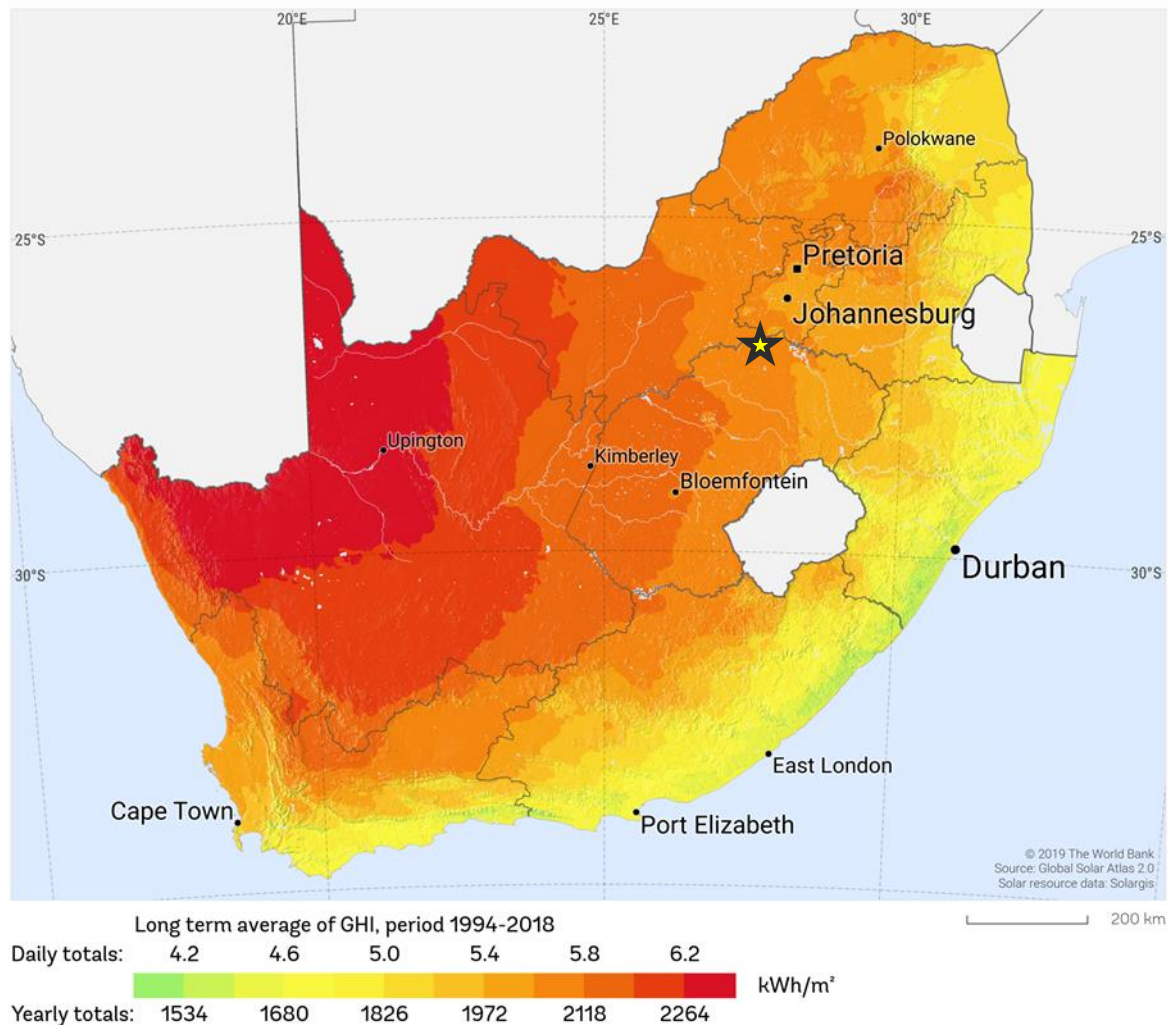 20°E 25°E 30°E
Polokwane
25°S 25°S
Pretoria
Johannesburg
Upington
Kimberley
Bloemfontein
Durban
30°S 30°S
East London
Cape Town
Port Elizabeth
© 2019 The World Bank
Source: Global Solar Atlas 2.0
Solar resource data: Solargis
Long term average of GHI, period 1994-2018
200 km
Daily totals: 4.2 4.6 5.0 5.4 5.8 6.2
kWh/m²
Yearly totals: 1534 1680 1826 1972 2118 2264